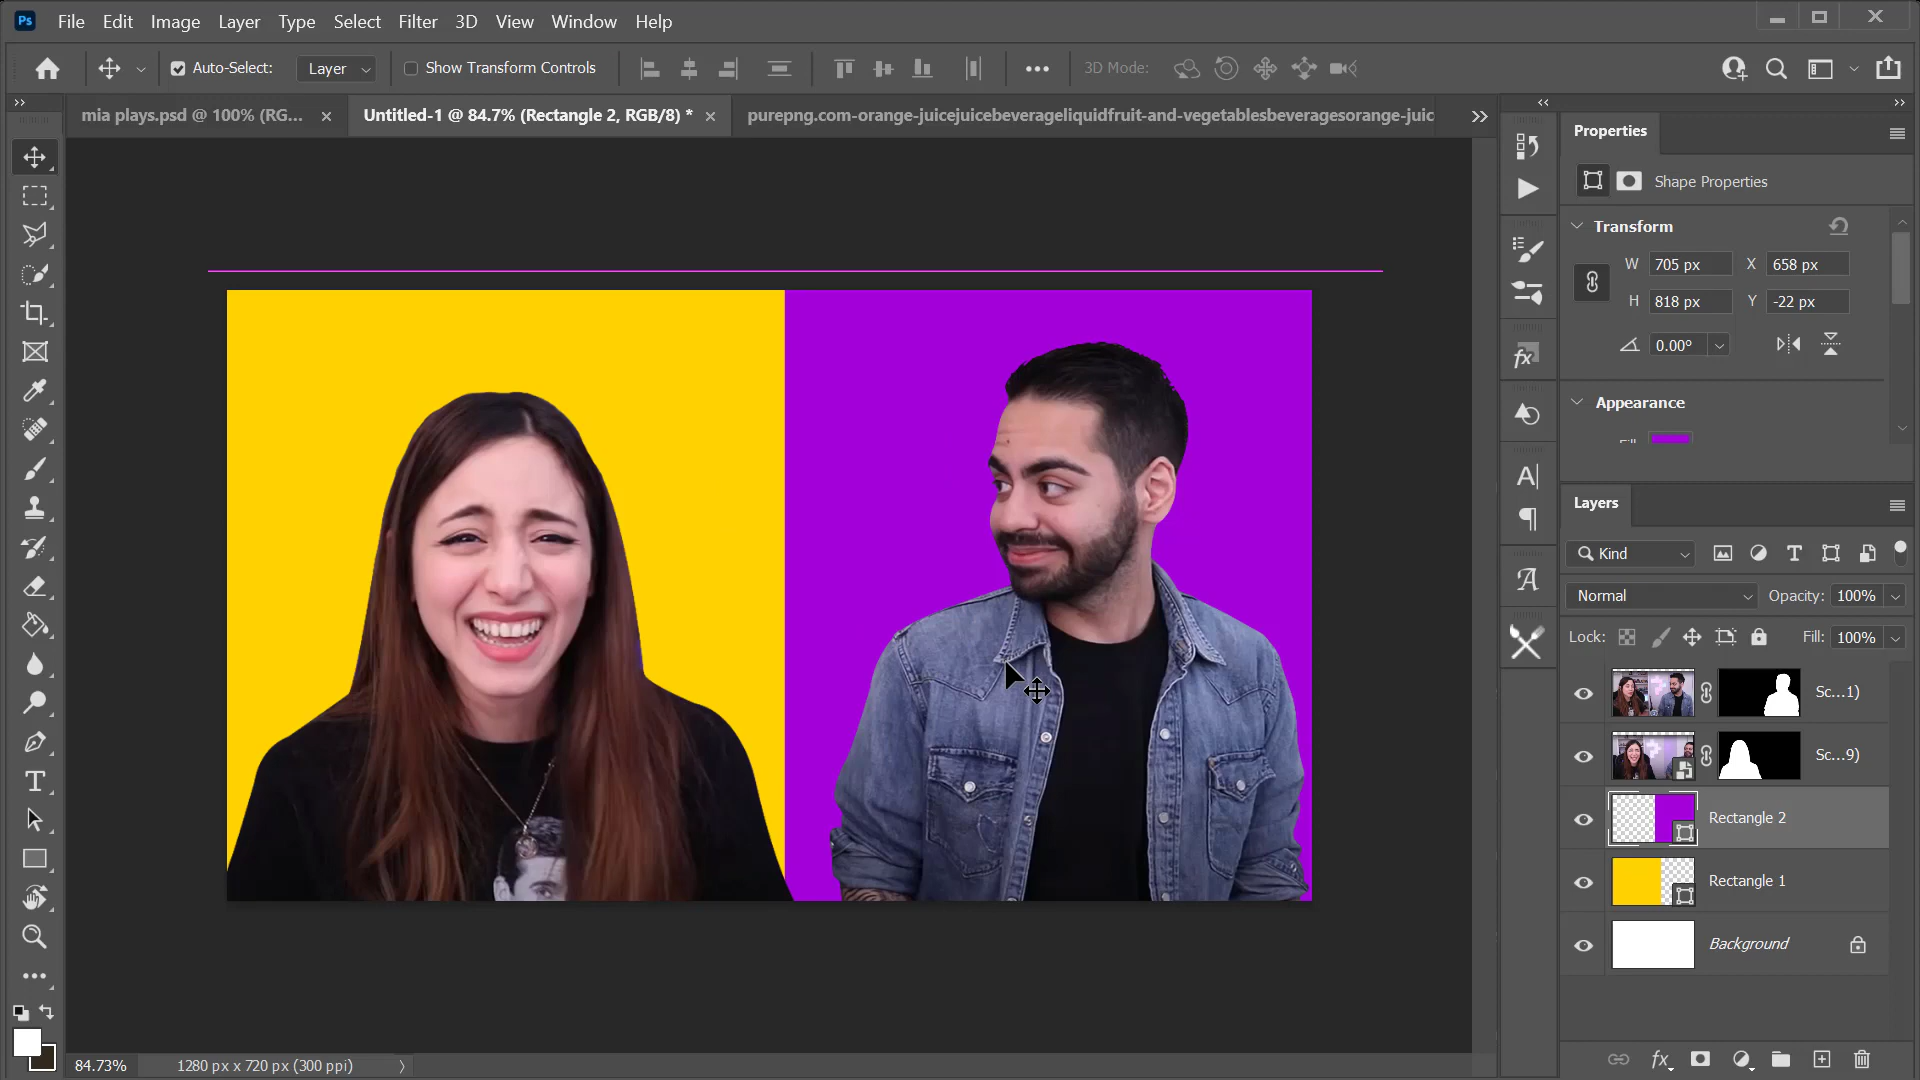 Ps File Edit Image Layer Type Select Filter 3D View Window Help
Auto-Select: Layer Show Transform Controls 3D Mode:
mia plays.psd @ 100% (RG... × Untitled-1 @ 84.7% (Rectangle 2, RGB/8) * × purepng.com-orange-juicejuicebeverageliquidfruit-and-vegetablesbeveragesorange-juic
Properties
Shape Properties
Transform
W 705 px X 658 px
H 818 px Y -22 px
0.00°
Appearance
Fill
Layers
Kind
Normal Opacity: 100%
Lock: Fill: 100%
Sc...1)
Sc...9)
Rectangle 2
Rectangle 1
Background
84.73% 1280 px x 720 px (300 ppi)